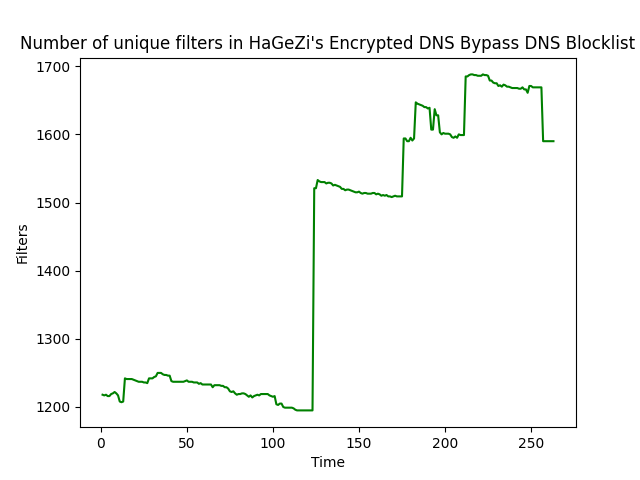 Number of unique filters in HaGeZi's Encrypted DNS Bypass DNS Blocklist
1700
1600
1500
1400
1300
1200
Filters
0 50 100 150 200 250
Time